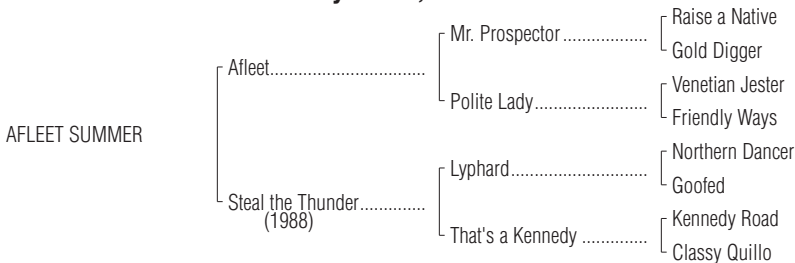 Raise a Native
Mr. Prospector
Gold Digger
Afleet
Venetian Jester
Polite Lady
Friendly Ways
AFLEET SUMMER
Northern Dancer
Lyphard
Goofed
Steal the Thunder
(1988)
Kennedy Road
That's a Kennedy
Classy Quillo